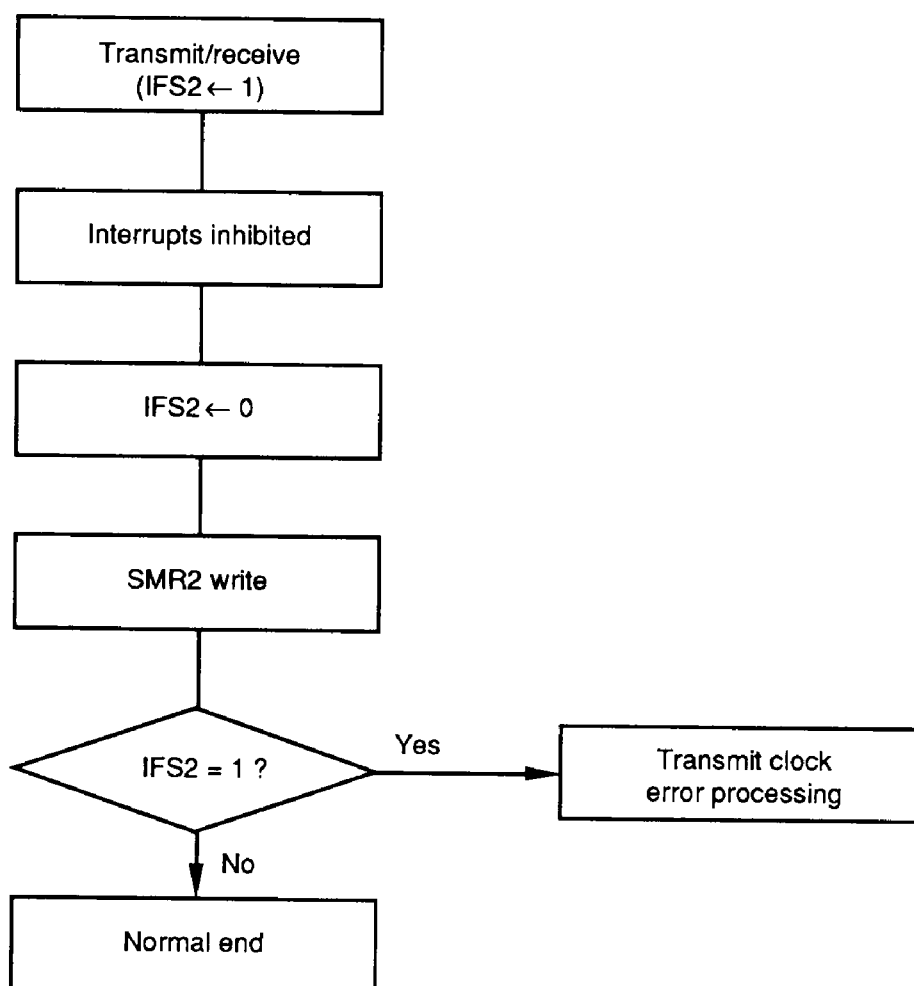 Transmit/receive
(IFS2 ← 1)
Interrupts inhibited
IFS2 ← 0
SMR2 write
IFS2 = 1 ?
Yes
Transmit clock
error processing
No
Normal end